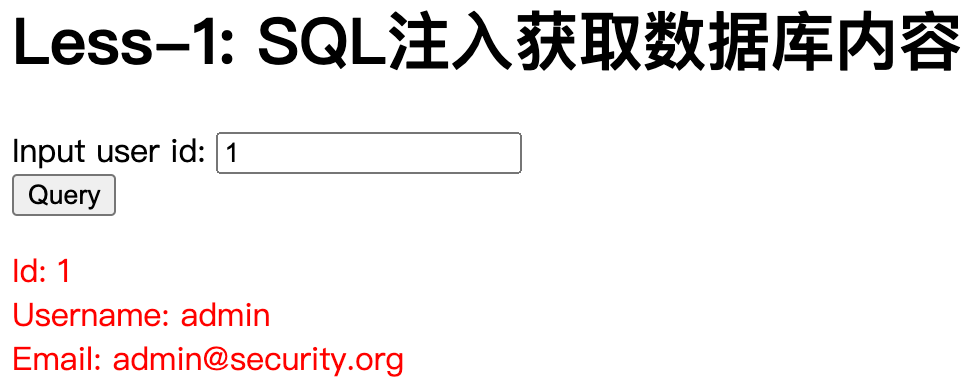 Less-1: SQL注入获取数据库内容
Input user id: 1
Query
Id: 1
Username: admin
Email: admin@security.org